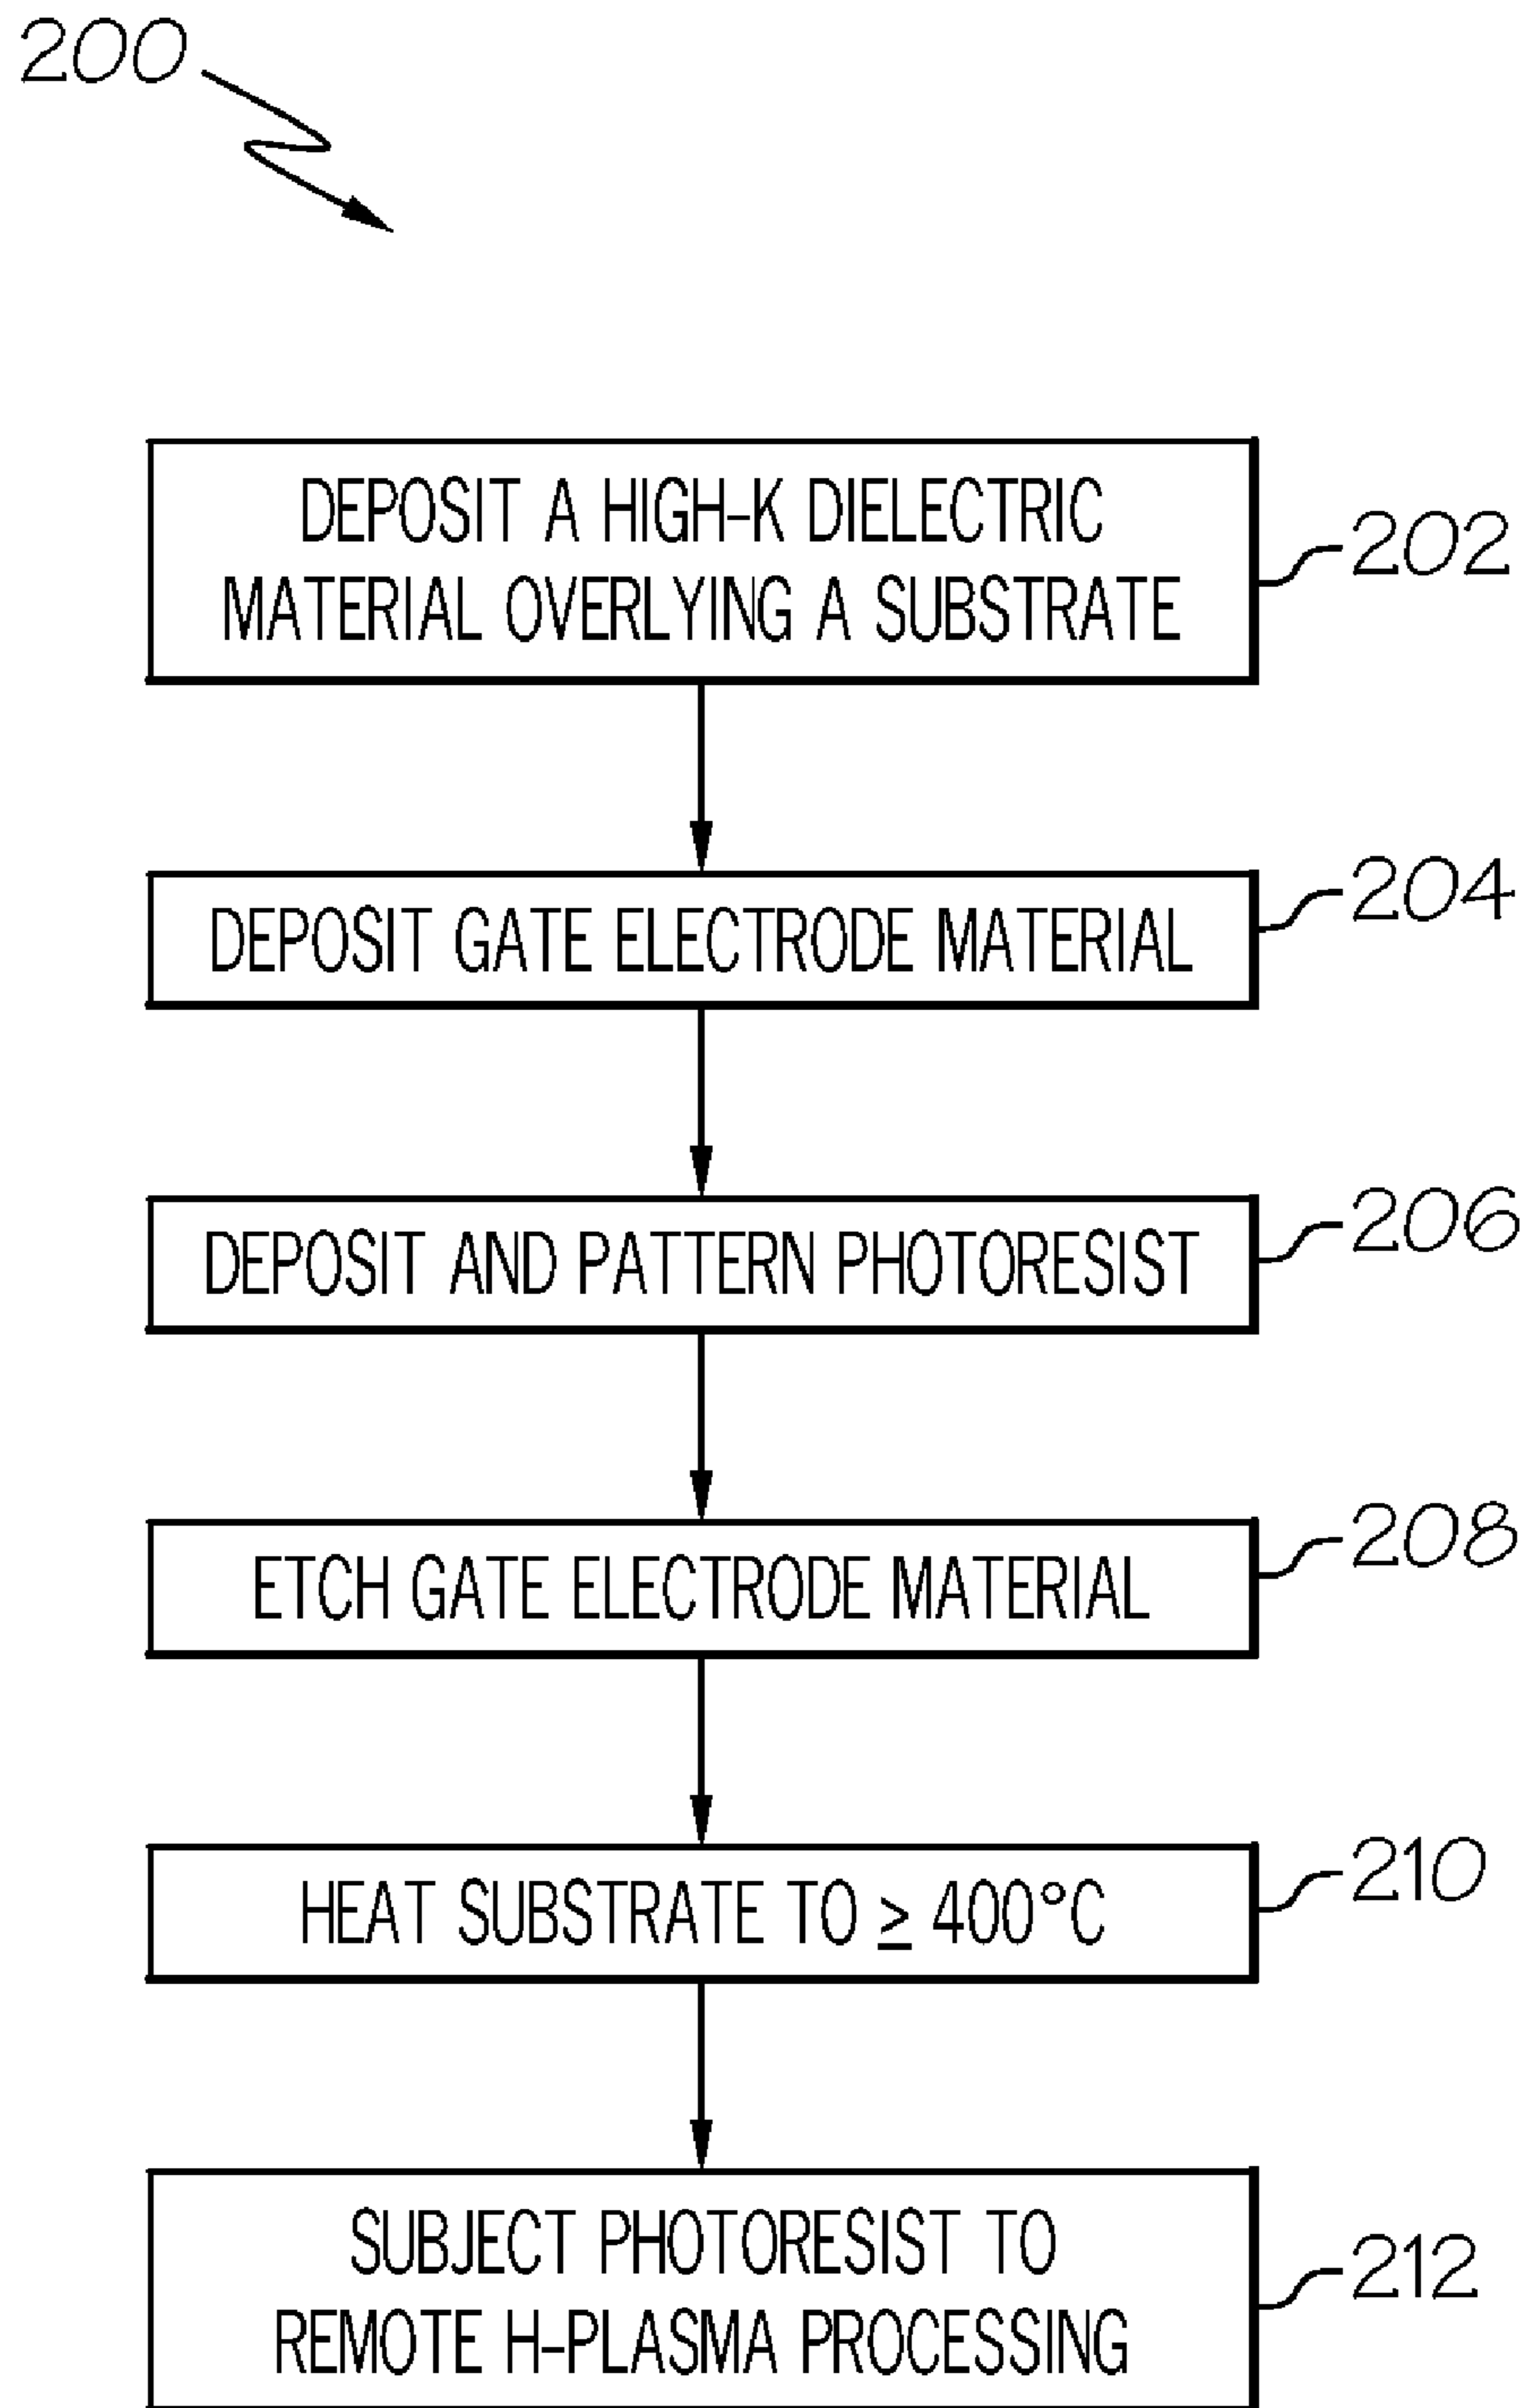 200
DEPOSIT A HIGH-K DIELECTRIC
MATERIAL OVERLYING A SUBSTRATE
202
DEPOSIT GATE ELECTRODE MATERIAL
204
DEPOSIT AND PATTERN PHOTORESIST
206
ETCH GATE ELECTRODE MATERIAL
208
HEAT SUBSTRATE TO ≥ 400°C
210
SUBJECT PHOTORESIST TO
REMOTE H-PLASMA PROCESSING
212